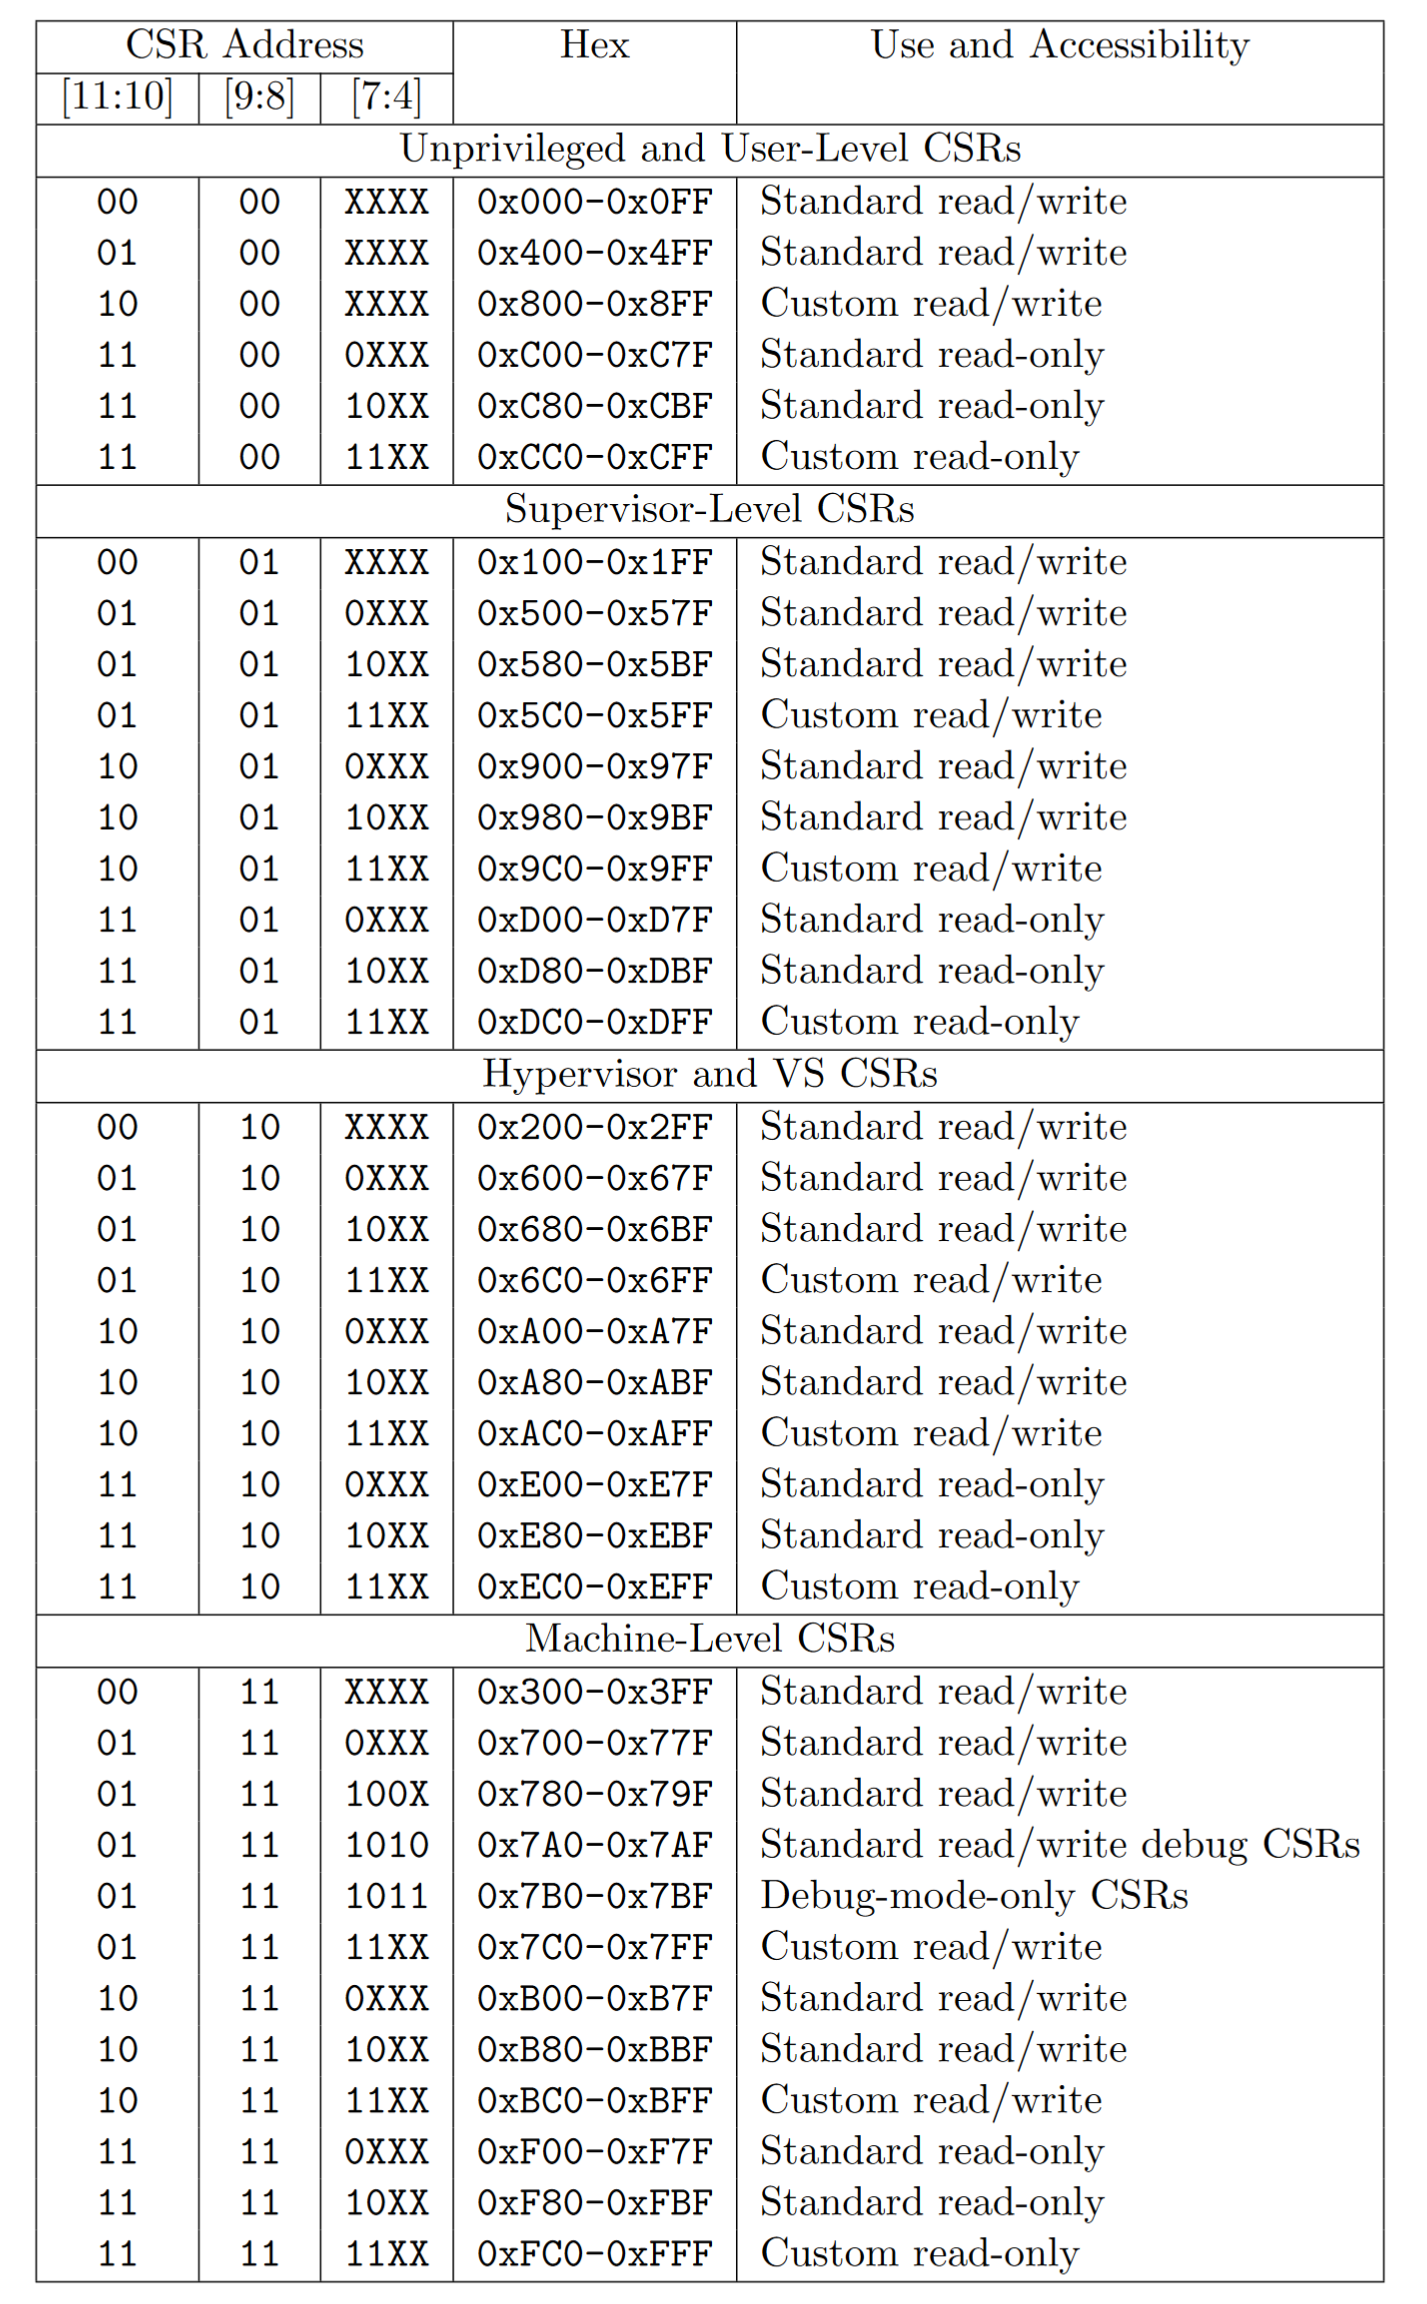 CSR Address Hex Use and Accessibility
[11:10] [9:8] [7:4]
Unprivileged and User-Level CSRs
00 00 XXXX 0x000-0x0FF Standard read/write
01 00 XXXX 0x400-0x4FF Standard read/write
10 00 XXXX 0x800-0x8FF Custom read/write
11 00 0XXX 0xC00-0xC7F Standard read-only
11 00 10XX 0xC80-0xCBF Standard read-only
11 00 11XX 0xCC0-0xCFF Custom read-only
Supervisor-Level CSRs
00 01 XXXX 0x100-0x1FF Standard read/write
01 01 0XXX 0x500-0x57F Standard read/write
01 01 10XX 0x580-0x5BF Standard read/write
01 01 11XX 0x5C0-0x5FF Custom read/write
10 01 0XXX 0x900-0x97F Standard read/write
10 01 10XX 0x980-0x9BF Standard read/write
10 01 11XX 0x9C0-0x9FF Custom read/write
11 01 0XXX 0xD00-0xD7F Standard read-only
11 01 10XX 0xD80-0xDBF Standard read-only
11 01 11XX 0xDC0-0xDFF Custom read-only
Hypervisor and VS CSRs
00 10 XXXX 0x200-0x2FF Standard read/write
01 10 0XXX 0x600-0x67F Standard read/write
01 10 10XX 0x680-0x6BF Standard read/write
01 10 11XX 0x6C0-0x6FF Custom read/write
10 10 0XXX 0xA00-0xA7F Standard read/write
10 10 10XX 0xA80-0xABF Standard read/write
10 10 11XX 0xAC0-0xAFF Custom read/write
11 10 0XXX 0xE00-0xE7F Standard read-only
11 10 10XX 0xE80-0xEBF Standard read-only
11 10 11XX 0xEC0-0xEFF Custom read-only
Machine-Level CSRs
00 11 XXXX 0x300-0x3FF Standard read/write
01 11 0XXX 0x700-0x77F Standard read/write
01 11 100X 0x780-0x79F Standard read/write
01 11 1010 0x7A0-0x7AF Standard read/write debug CSRs
01 11 1011 0x7B0-0x7BF Debug-mode-only CSRs
01 11 11XX 0x7C0-0x7FF Custom read/write
10 11 0XXX 0xB00-0xB7F Standard read/write
10 11 10XX 0xB80-0xBBF Standard read/write
10 11 11XX 0xBC0-0xBFF Custom read/write
11 11 0XXX 0xF00-0xF7F Standard read-only
11 11 10XX 0xF80-0xFBF Standard read-only
11 11 11XX 0xFC0-0xFFF Custom read-only